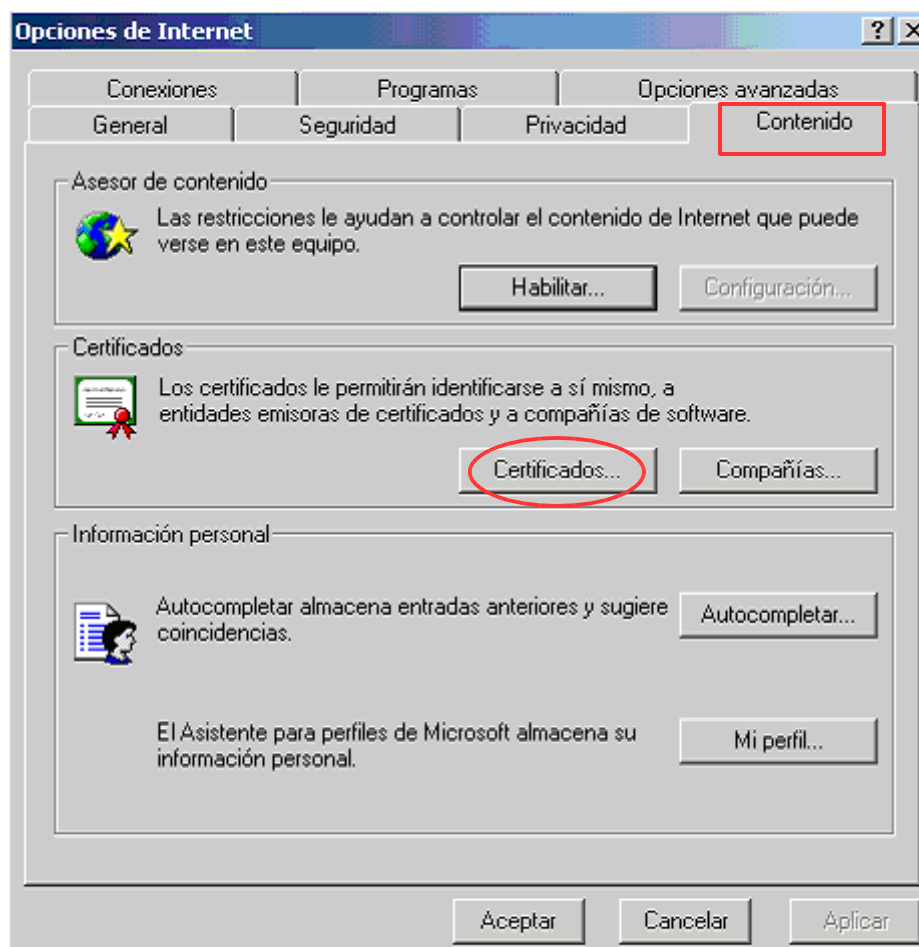 Opciones de Internet
Conexiones Programas Opciones avanzadas
General Seguridad Privacidad Contenido
Asesor de contenido
Las restricciones le ayudan a controlar el contenido de Internet que puede
verse en este equipo.
Habilitar... Configuración...
Certificados
Los certificados le permitirán identificarse a sí mismo, a
entidades emisoras de certificados y a compañías de software.
Certificados... Compañías...
Información personal
Autocompletar almacena entradas anteriores y sugiere
coincidencias.
Autocompletar...
El Asistente para perfiles de Microsoft almacena su
información personal.
Mi perfil...
Aceptar Cancelar Aplicar